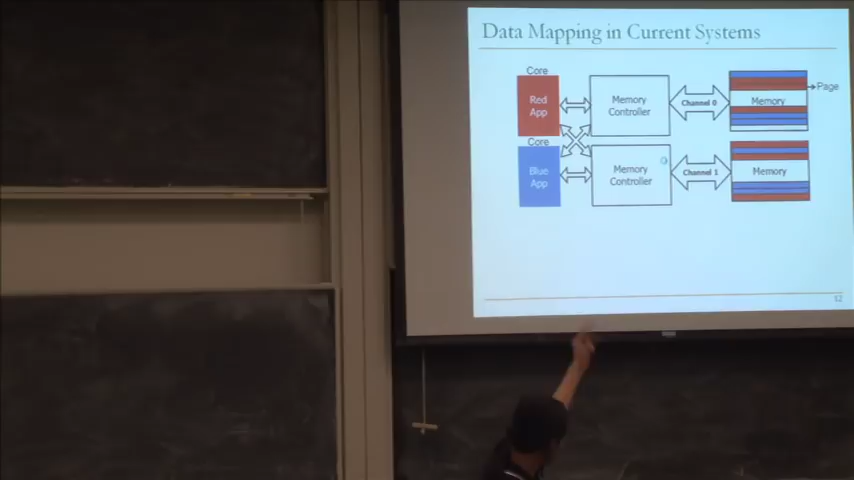 Data Mapping in Current Systems
Core
Red
App
Memory
Controller
Channel 0
Memory
Page
Core
Blue
App
Memory
Controller
Channel 1
Memory
12